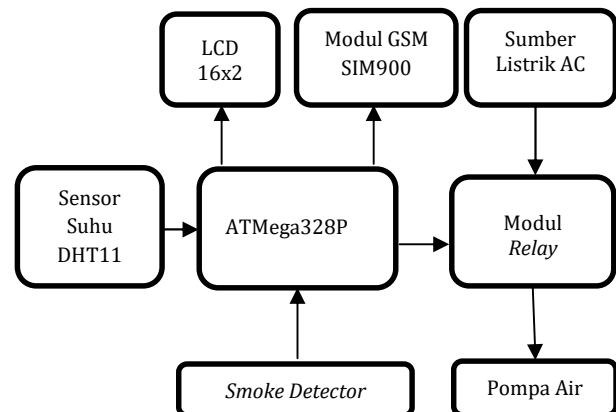 LCD
16x2
Modul GSM
SIM900
Sumber
Listrik AC
Sensor
Suhu
DHT11
ATMega328P
Modul
Relay
Smoke Detector
Pompa Air